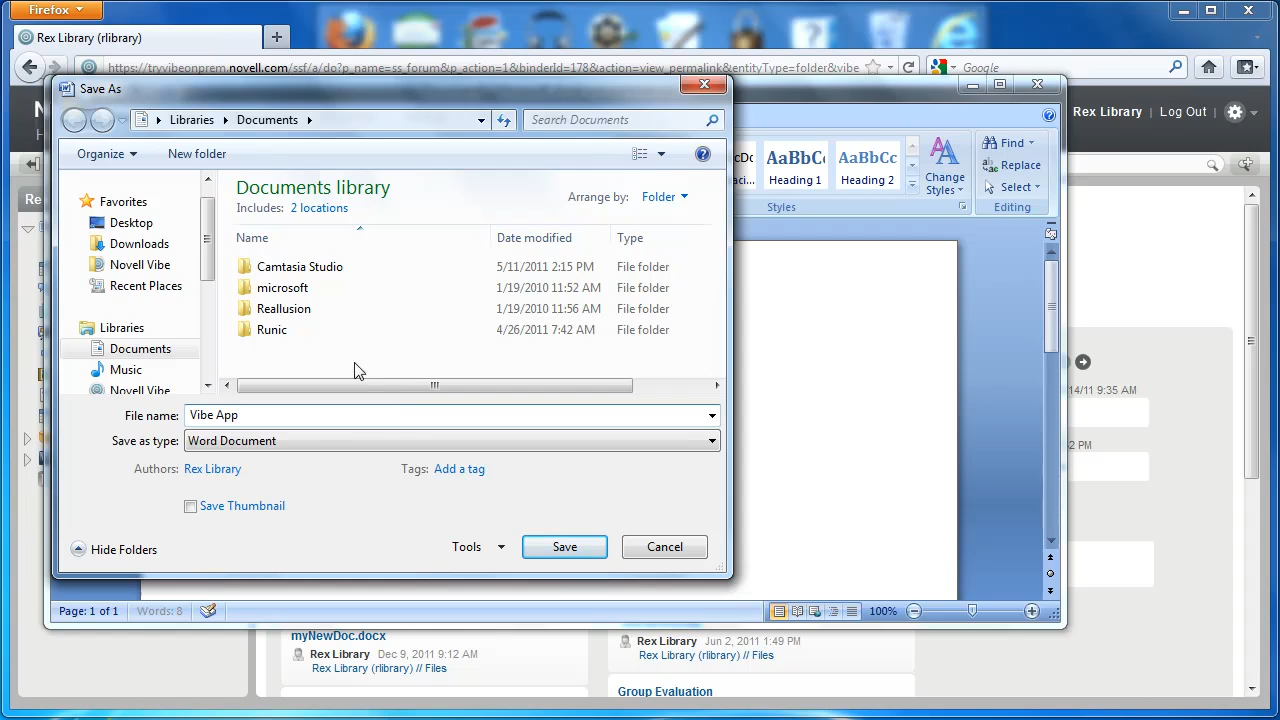 Firefox
Rex Library (rlibrary)
https://tryvibeonprem.novell.com/ssf/a/do?p_name=ss_forum&p_action=1&binderId=178&action=view_permalink&entityType=folder&vibe
Google
Save As
Rex Library | Log Out
Libraries
Documents
Search Documents
Organize
New folder
Find
Replace
Select
Editing
AaBbCc
Heading 1
AaBbCc
Heading 2
Change
Styles
Styles
Documents library
Includes: 2 locations
Arrange by: Folder
Name
Date modified
Type
Camtasia Studio
5/11/2011 2:15 PM
File folder
microsoft
1/19/2010 11:52 AM
File folder
Reallusion
1/19/2010 11:56 AM
File folder
Runic
4/26/2011 7:42 AM
File folder
Favorites
Desktop
Downloads
Novell Vibe
Recent Places
Libraries
Documents
Music
Novell Vibe
File name: Vibe App
Save as type: Word Document
Authors: Rex Library
Tags: Add a tag
Save Thumbnail
Hide Folders
Tools
Save
Cancel
14/11 9:35 AM
Page: 1 of 1
Words: 8
100%
myNewDoc.docx
Rex Library Dec 9, 2011 9:12 AM
Rex Library (rlibrary) // Files
Rex Library Jun 2, 2011 1:49 PM
Rex Library (rlibrary) // Files
Group Evaluation